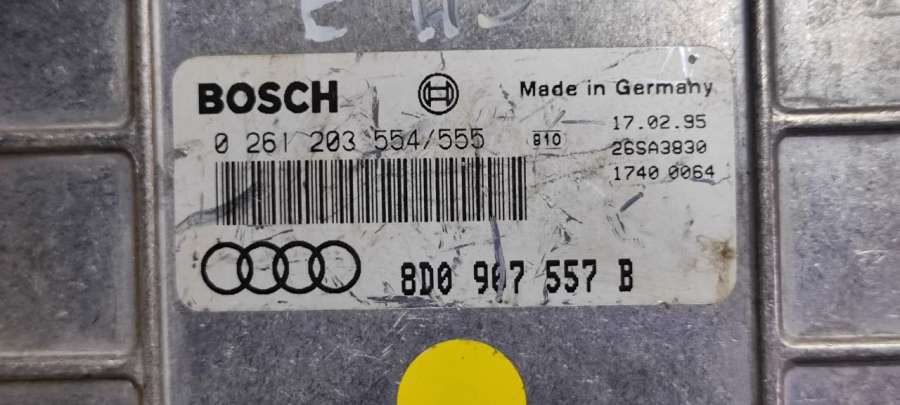 BOSCH
Made in Germany
0 261 203 554/555
810
17.02.95
26SA3830
1740 0064
8D0 907 557 B